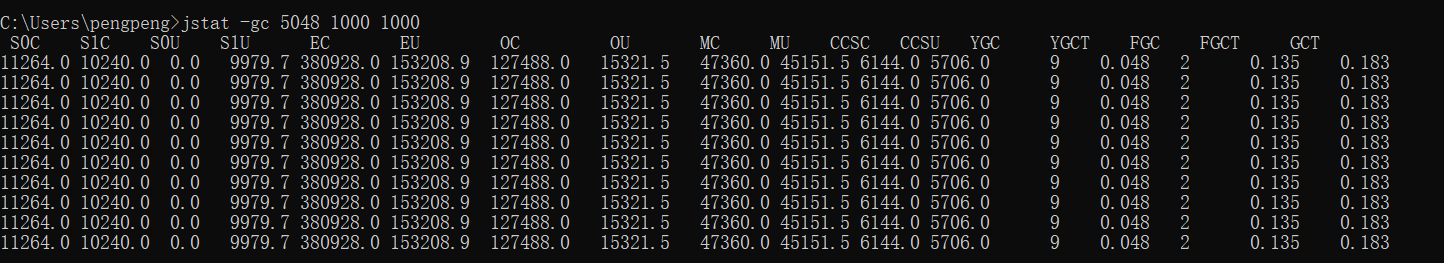 C:\Users\pengpeng>jstat -gc 5048 1000 1000
S0C S1C S0U S1U EC EU OC OU MC MU CCSC CCSU YGC YGCT FGC FGCT GCT
11264.0 10240.0 0.0 9979.7 380928.0 153208.9 127488.0 15321.5 47360.0 45151.5 6144.0 5706.0 9 0.048 2 0.135 0.183
11264.0 10240.0 0.0 9979.7 380928.0 153208.9 127488.0 15321.5 47360.0 45151.5 6144.0 5706.0 9 0.048 2 0.135 0.183
11264.0 10240.0 0.0 9979.7 380928.0 153208.9 127488.0 15321.5 47360.0 45151.5 6144.0 5706.0 9 0.048 2 0.135 0.183
11264.0 10240.0 0.0 9979.7 380928.0 153208.9 127488.0 15321.5 47360.0 45151.5 6144.0 5706.0 9 0.048 2 0.135 0.183
11264.0 10240.0 0.0 9979.7 380928.0 153208.9 127488.0 15321.5 47360.0 45151.5 6144.0 5706.0 9 0.048 2 0.135 0.183
11264.0 10240.0 0.0 9979.7 380928.0 153208.9 127488.0 15321.5 47360.0 45151.5 6144.0 5706.0 9 0.048 2 0.135 0.183
11264.0 10240.0 0.0 9979.7 380928.0 153208.9 127488.0 15321.5 47360.0 45151.5 6144.0 5706.0 9 0.048 2 0.135 0.183
11264.0 10240.0 0.0 9979.7 380928.0 153208.9 127488.0 15321.5 47360.0 45151.5 6144.0 5706.0 9 0.048 2 0.135 0.183
11264.0 10240.0 0.0 9979.7 380928.0 153208.9 127488.0 15321.5 47360.0 45151.5 6144.0 5706.0 9 0.048 2 0.135 0.183
11264.0 10240.0 0.0 9979.7 380928.0 153208.9 127488.0 15321.5 47360.0 45151.5 6144.0 5706.0 9 0.048 2 0.135 0.183